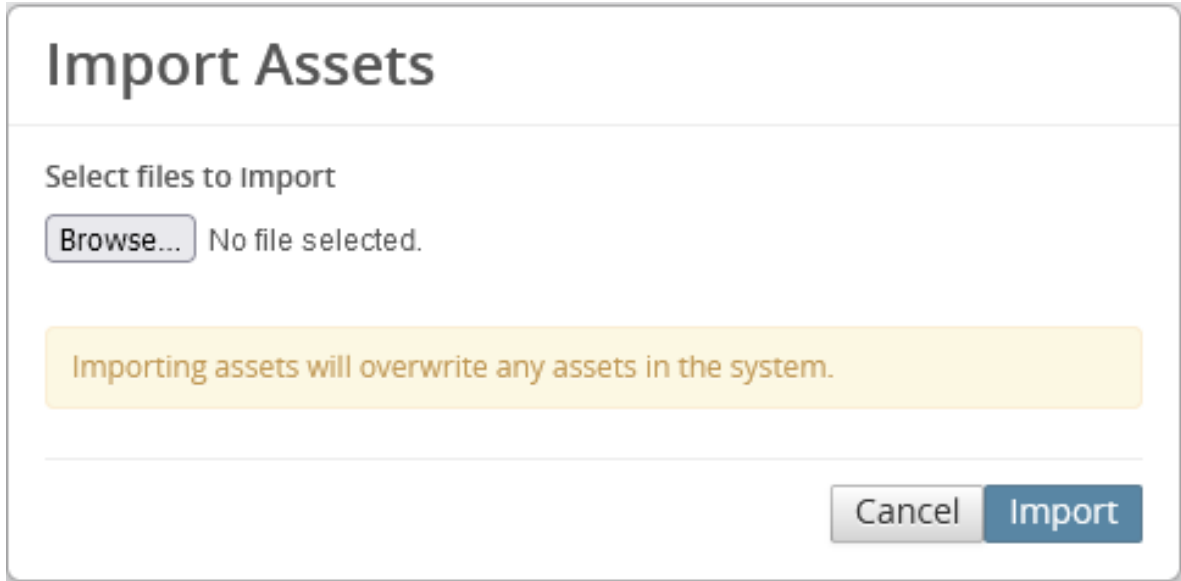 Import Assets
Select files to Import
Browse... No file selected.
Importing assets will overwrite any assets in the system.
Cancel Import